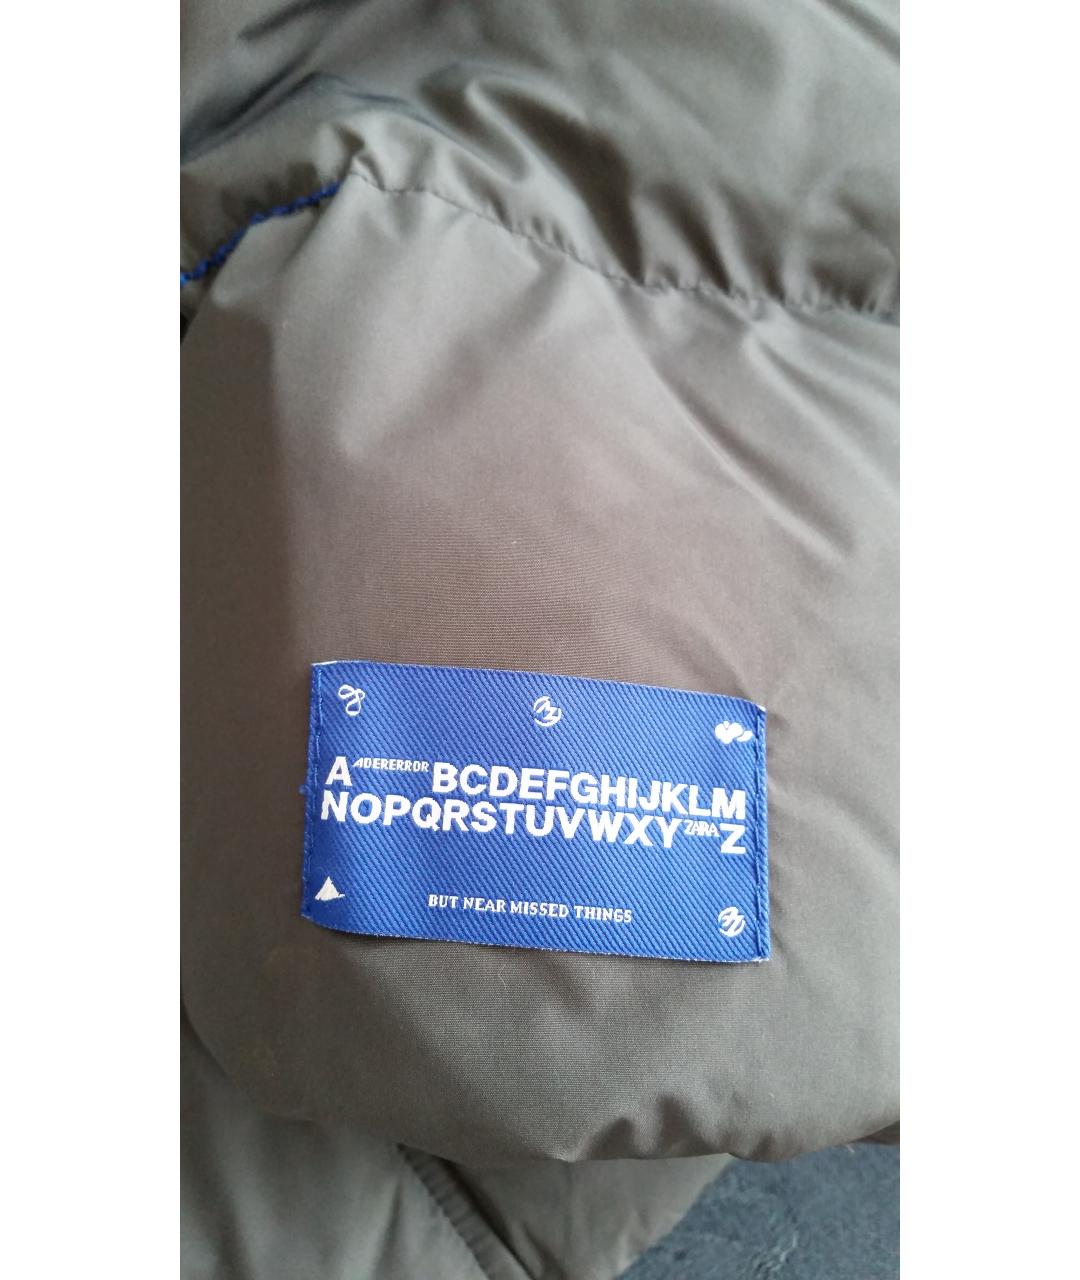 A ADERERROR BCDEFGHIJKLM
NOPQRSTUVWXY ZARA Z
BUT NEAR MISSED THINGS